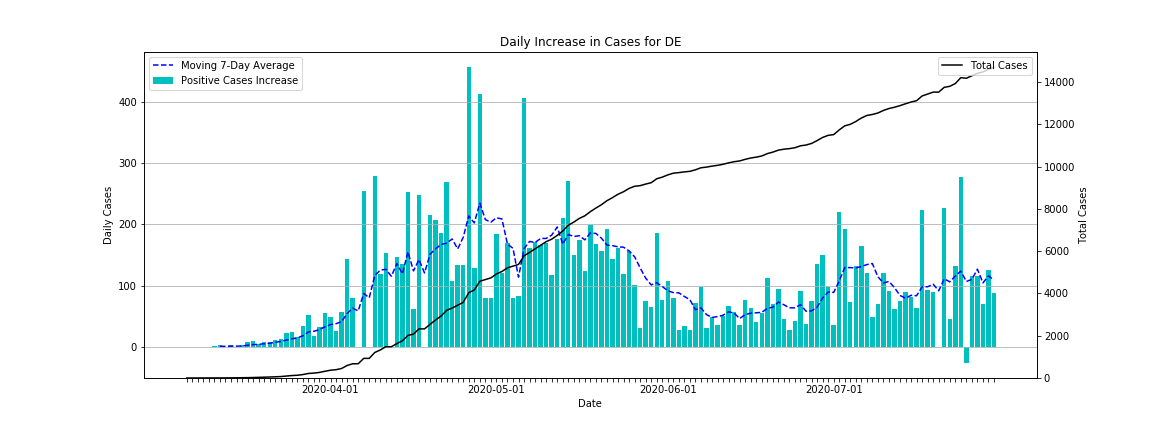 Daily Increase in Cases for DE
Moving 7-Day Average
Positive Cases Increase
Total Cases
400
300
200
100
0
Daily Cases
14000
12000
10000
8000
6000
4000
2000
0
Total Cases
2020-04-01
2020-05-01
2020-06-01
2020-07-01
Date